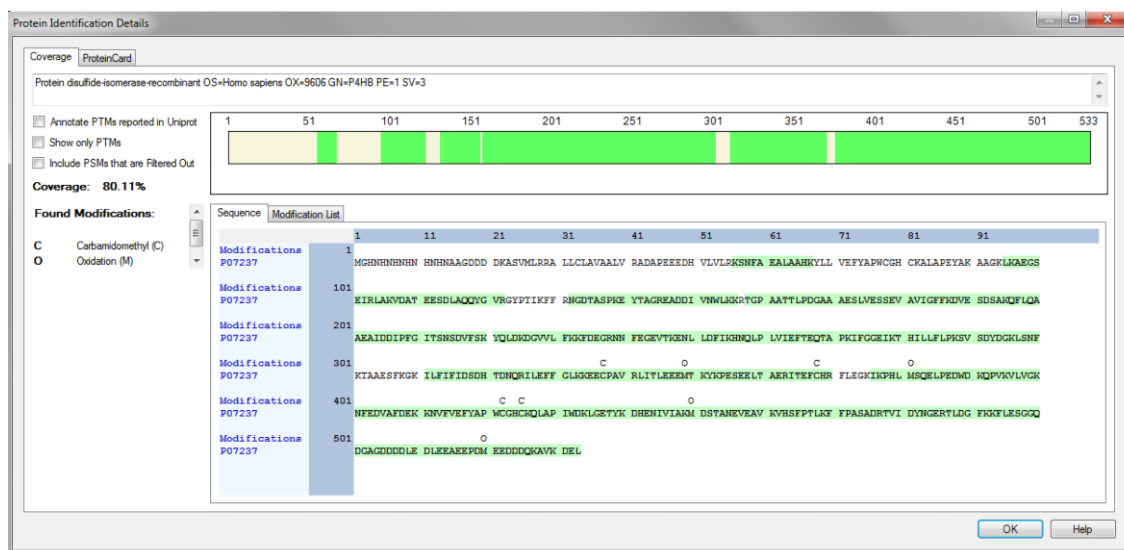 Protein Identification Details
Coverage ProteinCard
Protein disulfide-isomerase-recombinant OS=Homo sapiens OX=9606 GN=P4HB PE=1 SV=3
Annotate PTMs reported in Uniprot
Show only PTMs
Include PSMs that are Filtered Out
Coverage: 80.11%
1 51 101 151 201 251 301 351 401 451 501 533
Found Modifications:
C Carbamidomethyl (C)
O Oxidation (M)
Sequence Modification List
1 11 21 31 41 51 61 71 81 91
Modifications 1
P07237 MGHNHNHNHN HNHNAAGDDD DKASVMLRRA LLCLAVAALV RADAPEEEDH VLVLRKSNFA EALAAHKYLL VEFYAPWCGH CKALAPEYAK AAGKLKAEGS
Modifications 101
P07237 EIRLAKVDAT EESDLAQQYG VRGYPTIKFF RNGDTASPKE YTAGREADDI VNWLKKRTGP AATTLPDGAA AESLVESSEV AVIGFFKDVE SDSAKQFLQA
Modifications 201
P07237 AEAIDDIPFG ITSNSDVFSK YQLDKDGVVL FKKFDEGRNN FEGEVTKENL LDFIKHNQLP LVIEFTEQTA PKIFGGEIKT HILLFLPKSV SDYDGKLSNF
Modifications 301 C O C O
P07237 KTAAESFKGK ILFIFIDSDH TDNQRILEFF GLKKEECPAV RLITLEEEMT KYKPESEELT AERITEFCHR FLEGKIKPHL MSQELPEDWD KQPVKVLVGK
Modifications 401 C C O
P07237 NFEDVAFDEK KNVFVEFYAP WCGHCKQLAP IWDKLGETYK DHENIVIAKM DSTANEVEAV KVHSFPTLKF FPASADRTVI DYNGERTLDG FKKFLESGGQ
Modifications 501 O
P07237 DGAGDDDDLE DLEEAEEPDM EEDDDQKAVK DEL
OK Help